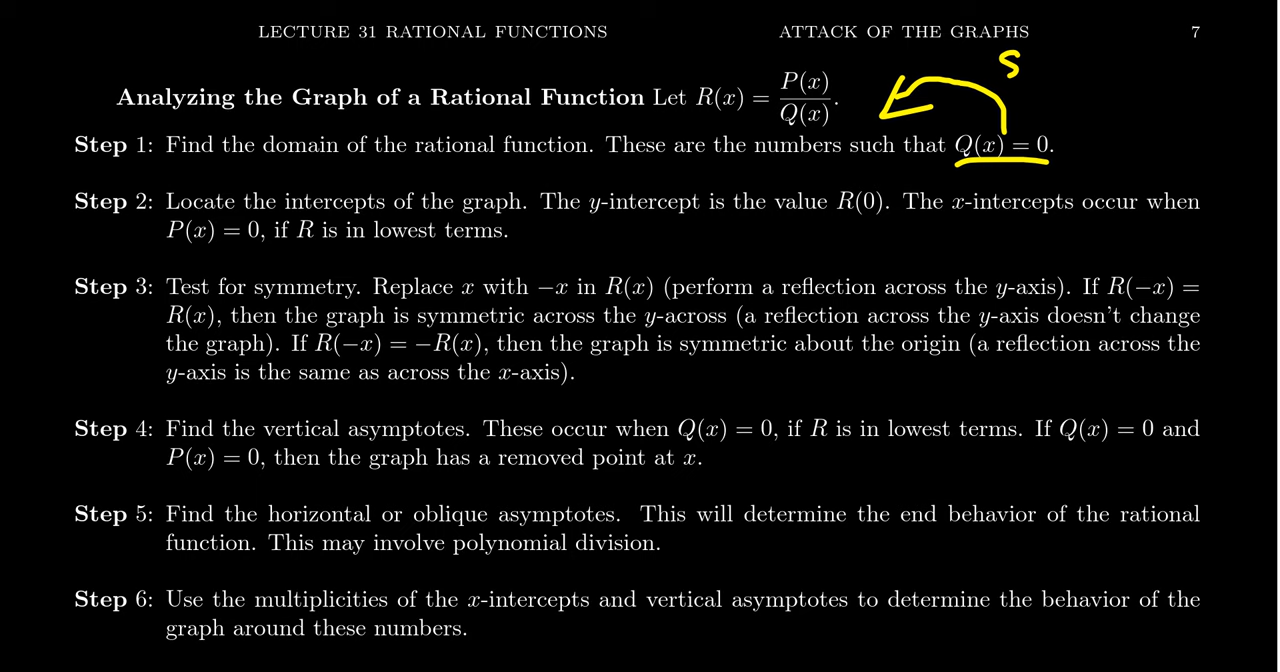 LECTURE 31 RATIONAL FUNCTIONS ATTACK OF THE GRAPHS 7
S
Analyzing the Graph of a Rational Function Let R(x) = P(x)/Q(x).
Step 1: Find the domain of the rational function. These are the numbers such that Q(x) = 0.
Step 2: Locate the intercepts of the graph. The y-intercept is the value R(0). The x-intercepts occur when
P(x) = 0, if R is in lowest terms.
Step 3: Test for symmetry. Replace x with −x in R(x) (perform a reflection across the y-axis). If R(−x) =
R(x), then the graph is symmetric across the y-across (a reflection across the y-axis doesn't change
the graph). If R(−x) = −R(x), then the graph is symmetric about the origin (a reflection across the
y-axis is the same as across the x-axis).
Step 4: Find the vertical asymptotes. These occur when Q(x) = 0, if R is in lowest terms. If Q(x) = 0 and
P(x) = 0, then the graph has a removed point at x.
Step 5: Find the horizontal or oblique asymptotes. This will determine the end behavior of the rational
function. This may involve polynomial division.
Step 6: Use the multiplicities of the x-intercepts and vertical asymptotes to determine the behavior of the
graph around these numbers.